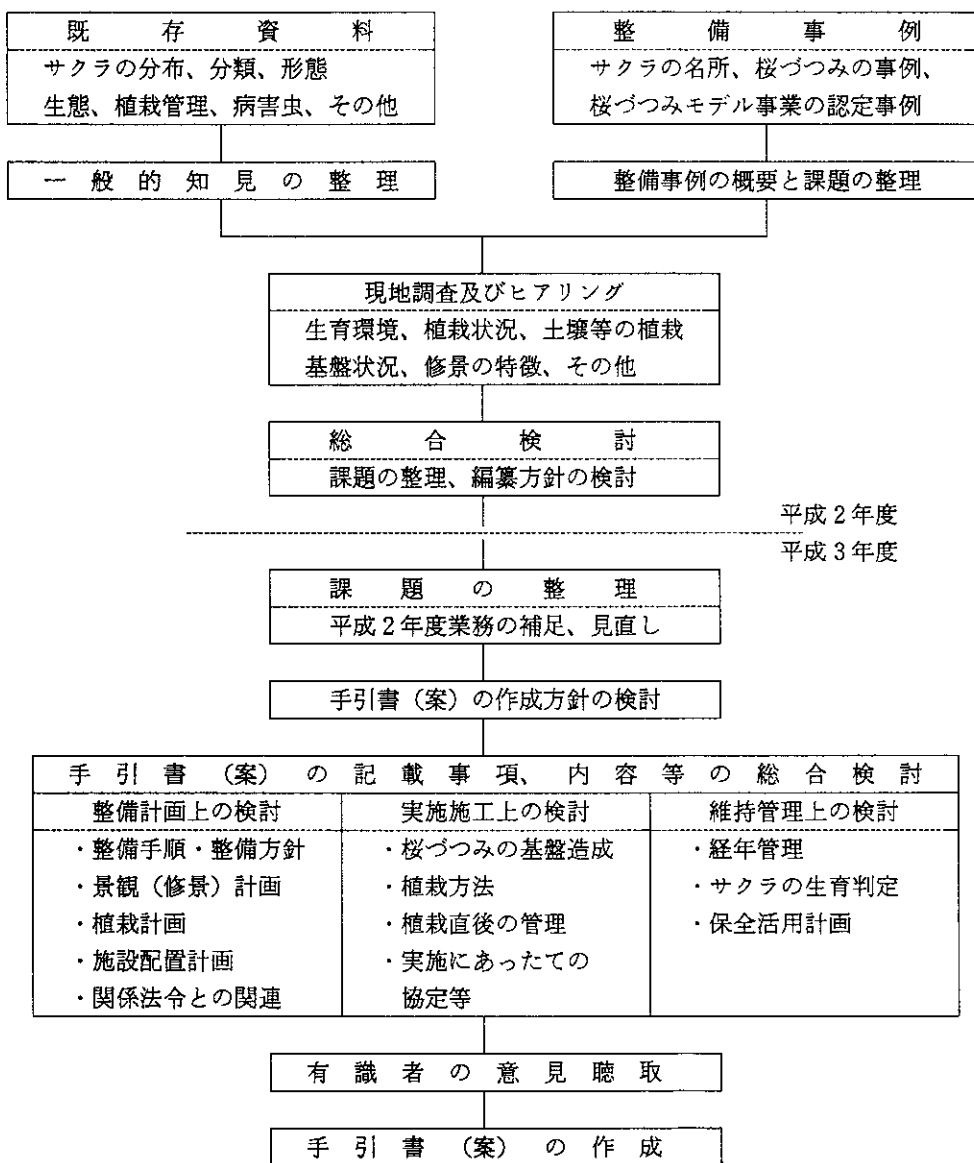 既存資料
サクラの分布、分類、形態
生態、植栽管理、病害虫、その他
整備事例
サクラの名所、桜づつみの事例、
桜づつみモデル事業の認定事例
一般的知見の整理
整備事例の概要と課題の整理
現地調査及びヒアリング
生育環境、植栽状況、土壌等の植栽
基盤状況、修景の特徴、その他
総合検討
課題の整理、編纂方針の検討
平成2年度
平成3年度
課題の整理
平成2年度業務の補足、見直し
手引書（案）の作成方針の検討
手引書（案）の記載事項、内容等の総合検討
整備計画上の検討
・整備手順・整備方針
・景観（修景）計画
・植栽計画
・施設配置計画
・関係法令との関連
実施施工上の検討
・桜づつみの基盤造成
・植栽方法
・植栽直後の管理
・実施にあったての
協定等
維持管理上の検討
・経年管理
・サクラの生育判定
・保全活用計画
有識者の意見聴取
手引書（案）の作成